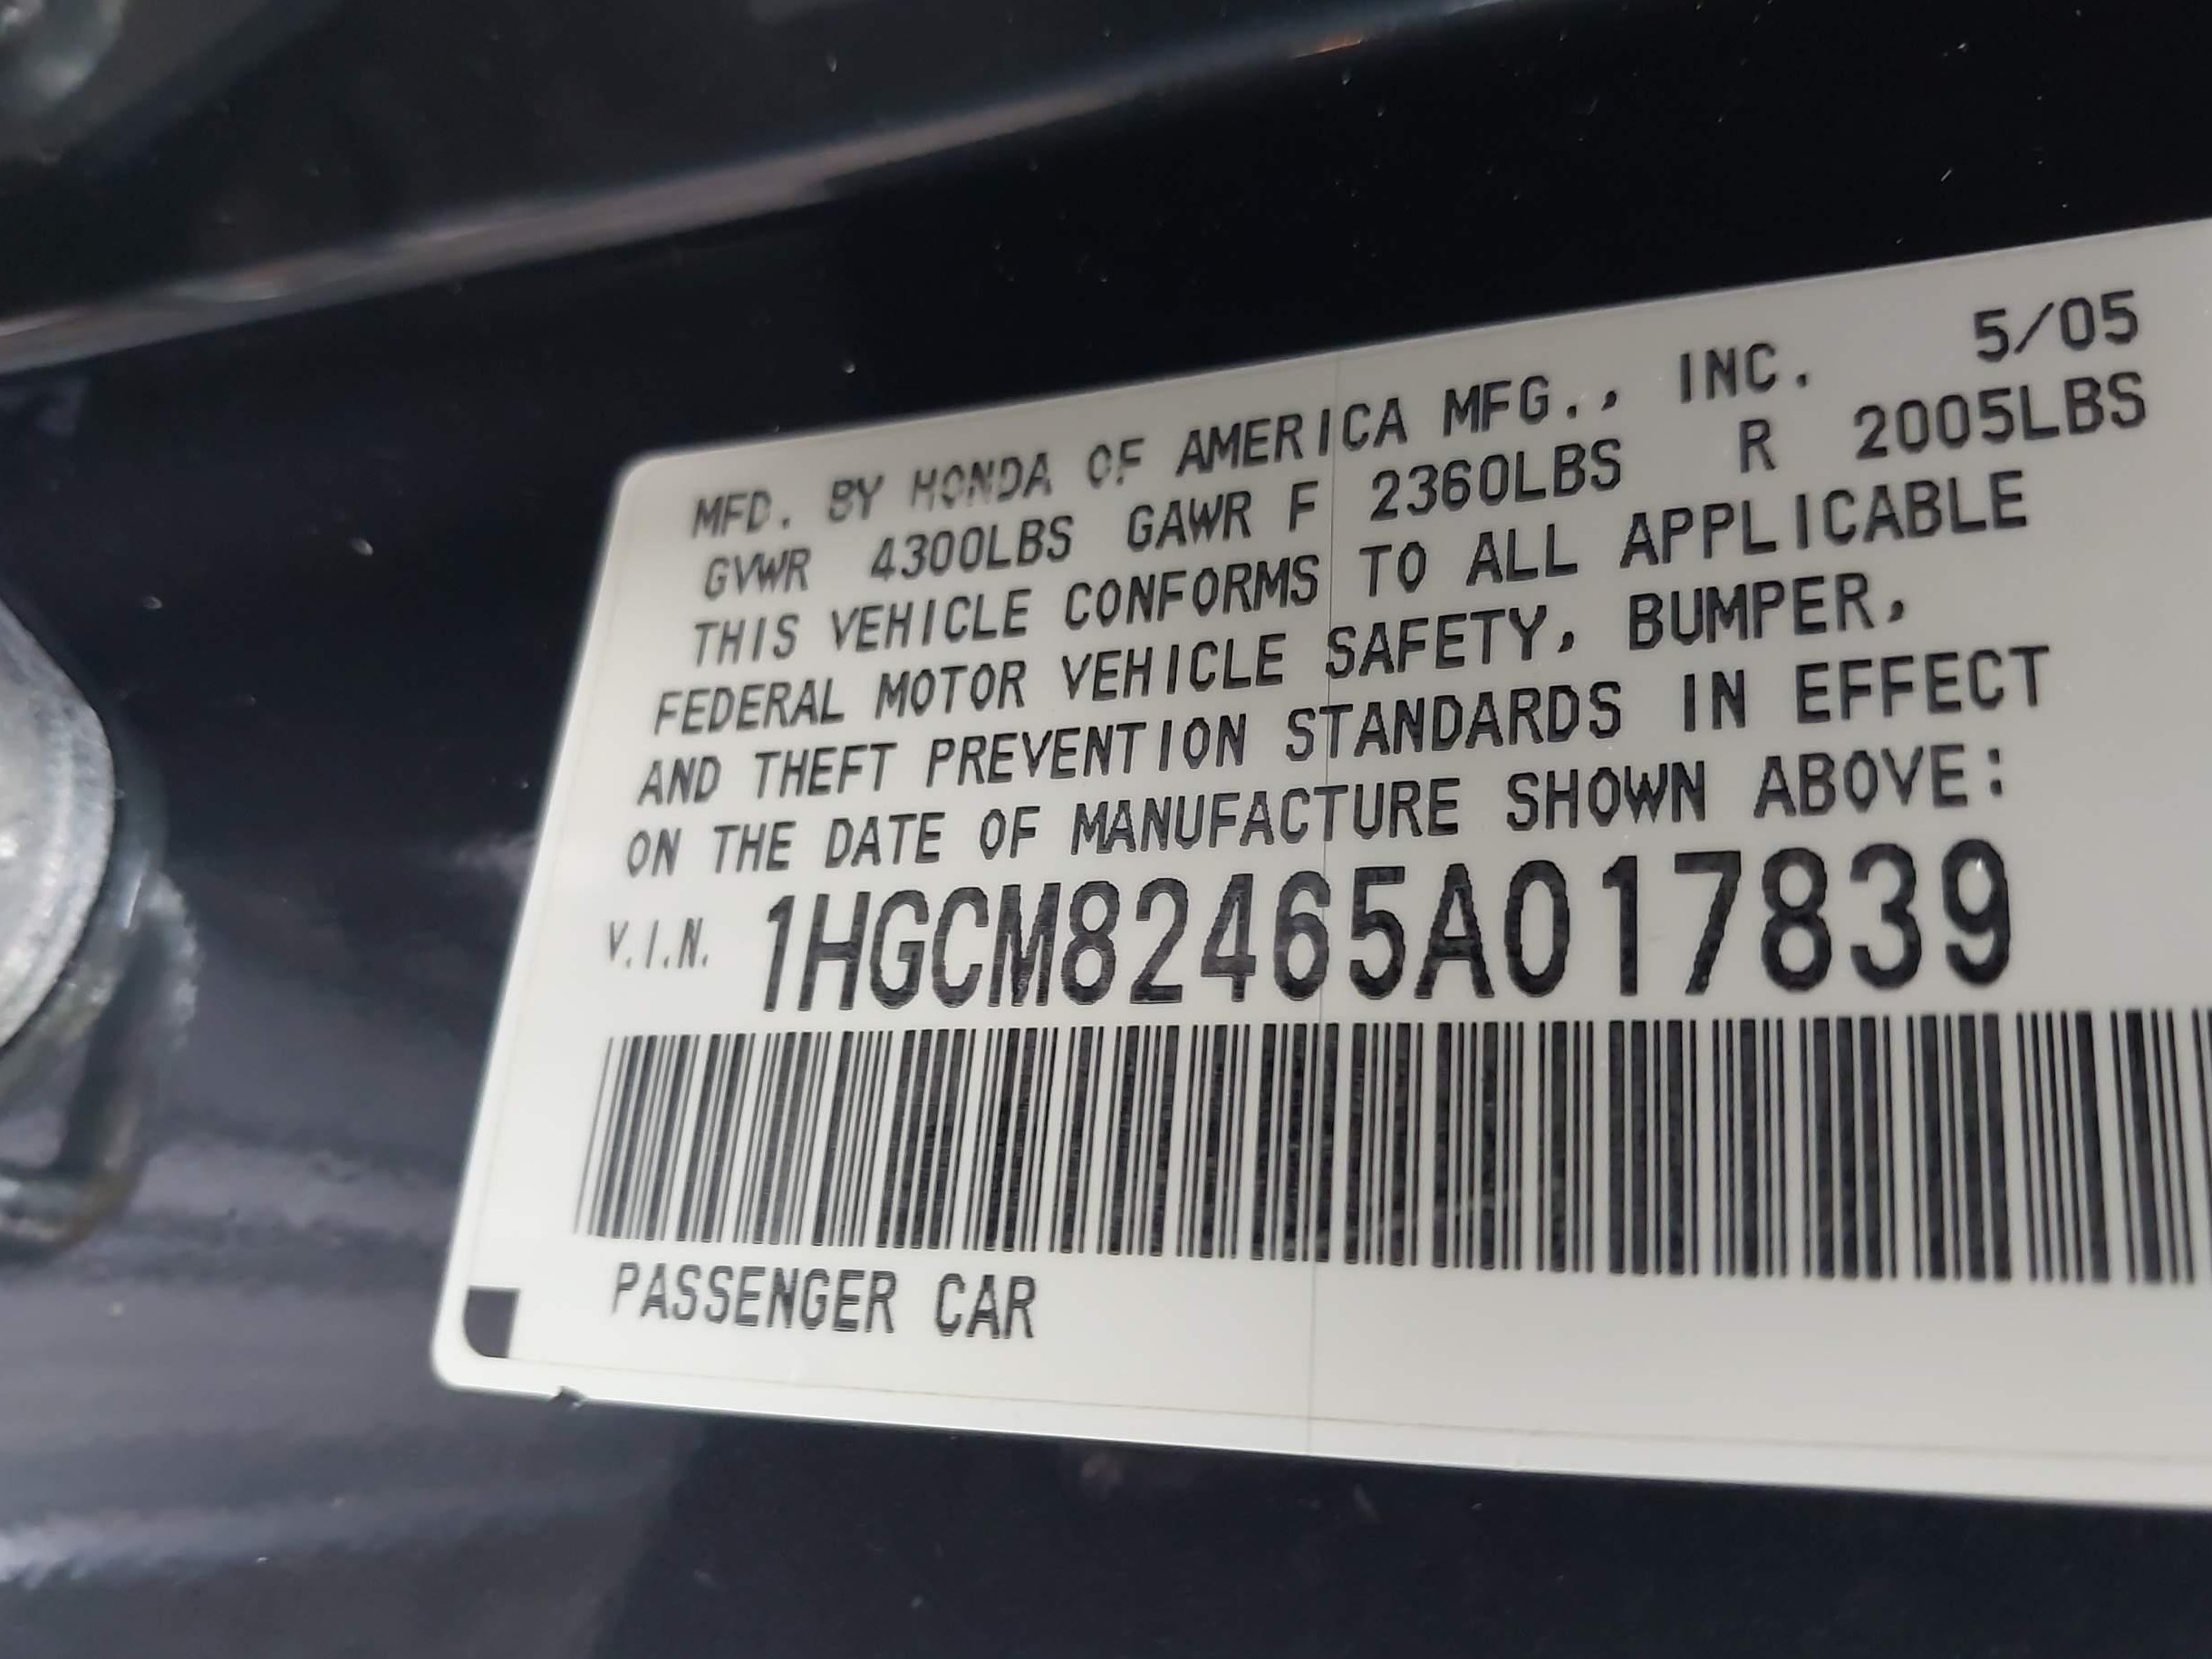 MFD. BY HONDA OF AMERICA MFG., INC. 5/05
GVWR 4300LBS GAWR F 2360LBS R 2005LBS
THIS VEHICLE CONFORMS TO ALL APPLICABLE
FEDERAL MOTOR VEHICLE SAFETY, BUMPER,
AND THEFT PREVENTION STANDARDS IN EFFECT
ON THE DATE OF MANUFACTURE SHOWN ABOVE:
V.I.N. 1HGCM82465A017839
PASSENGER CAR